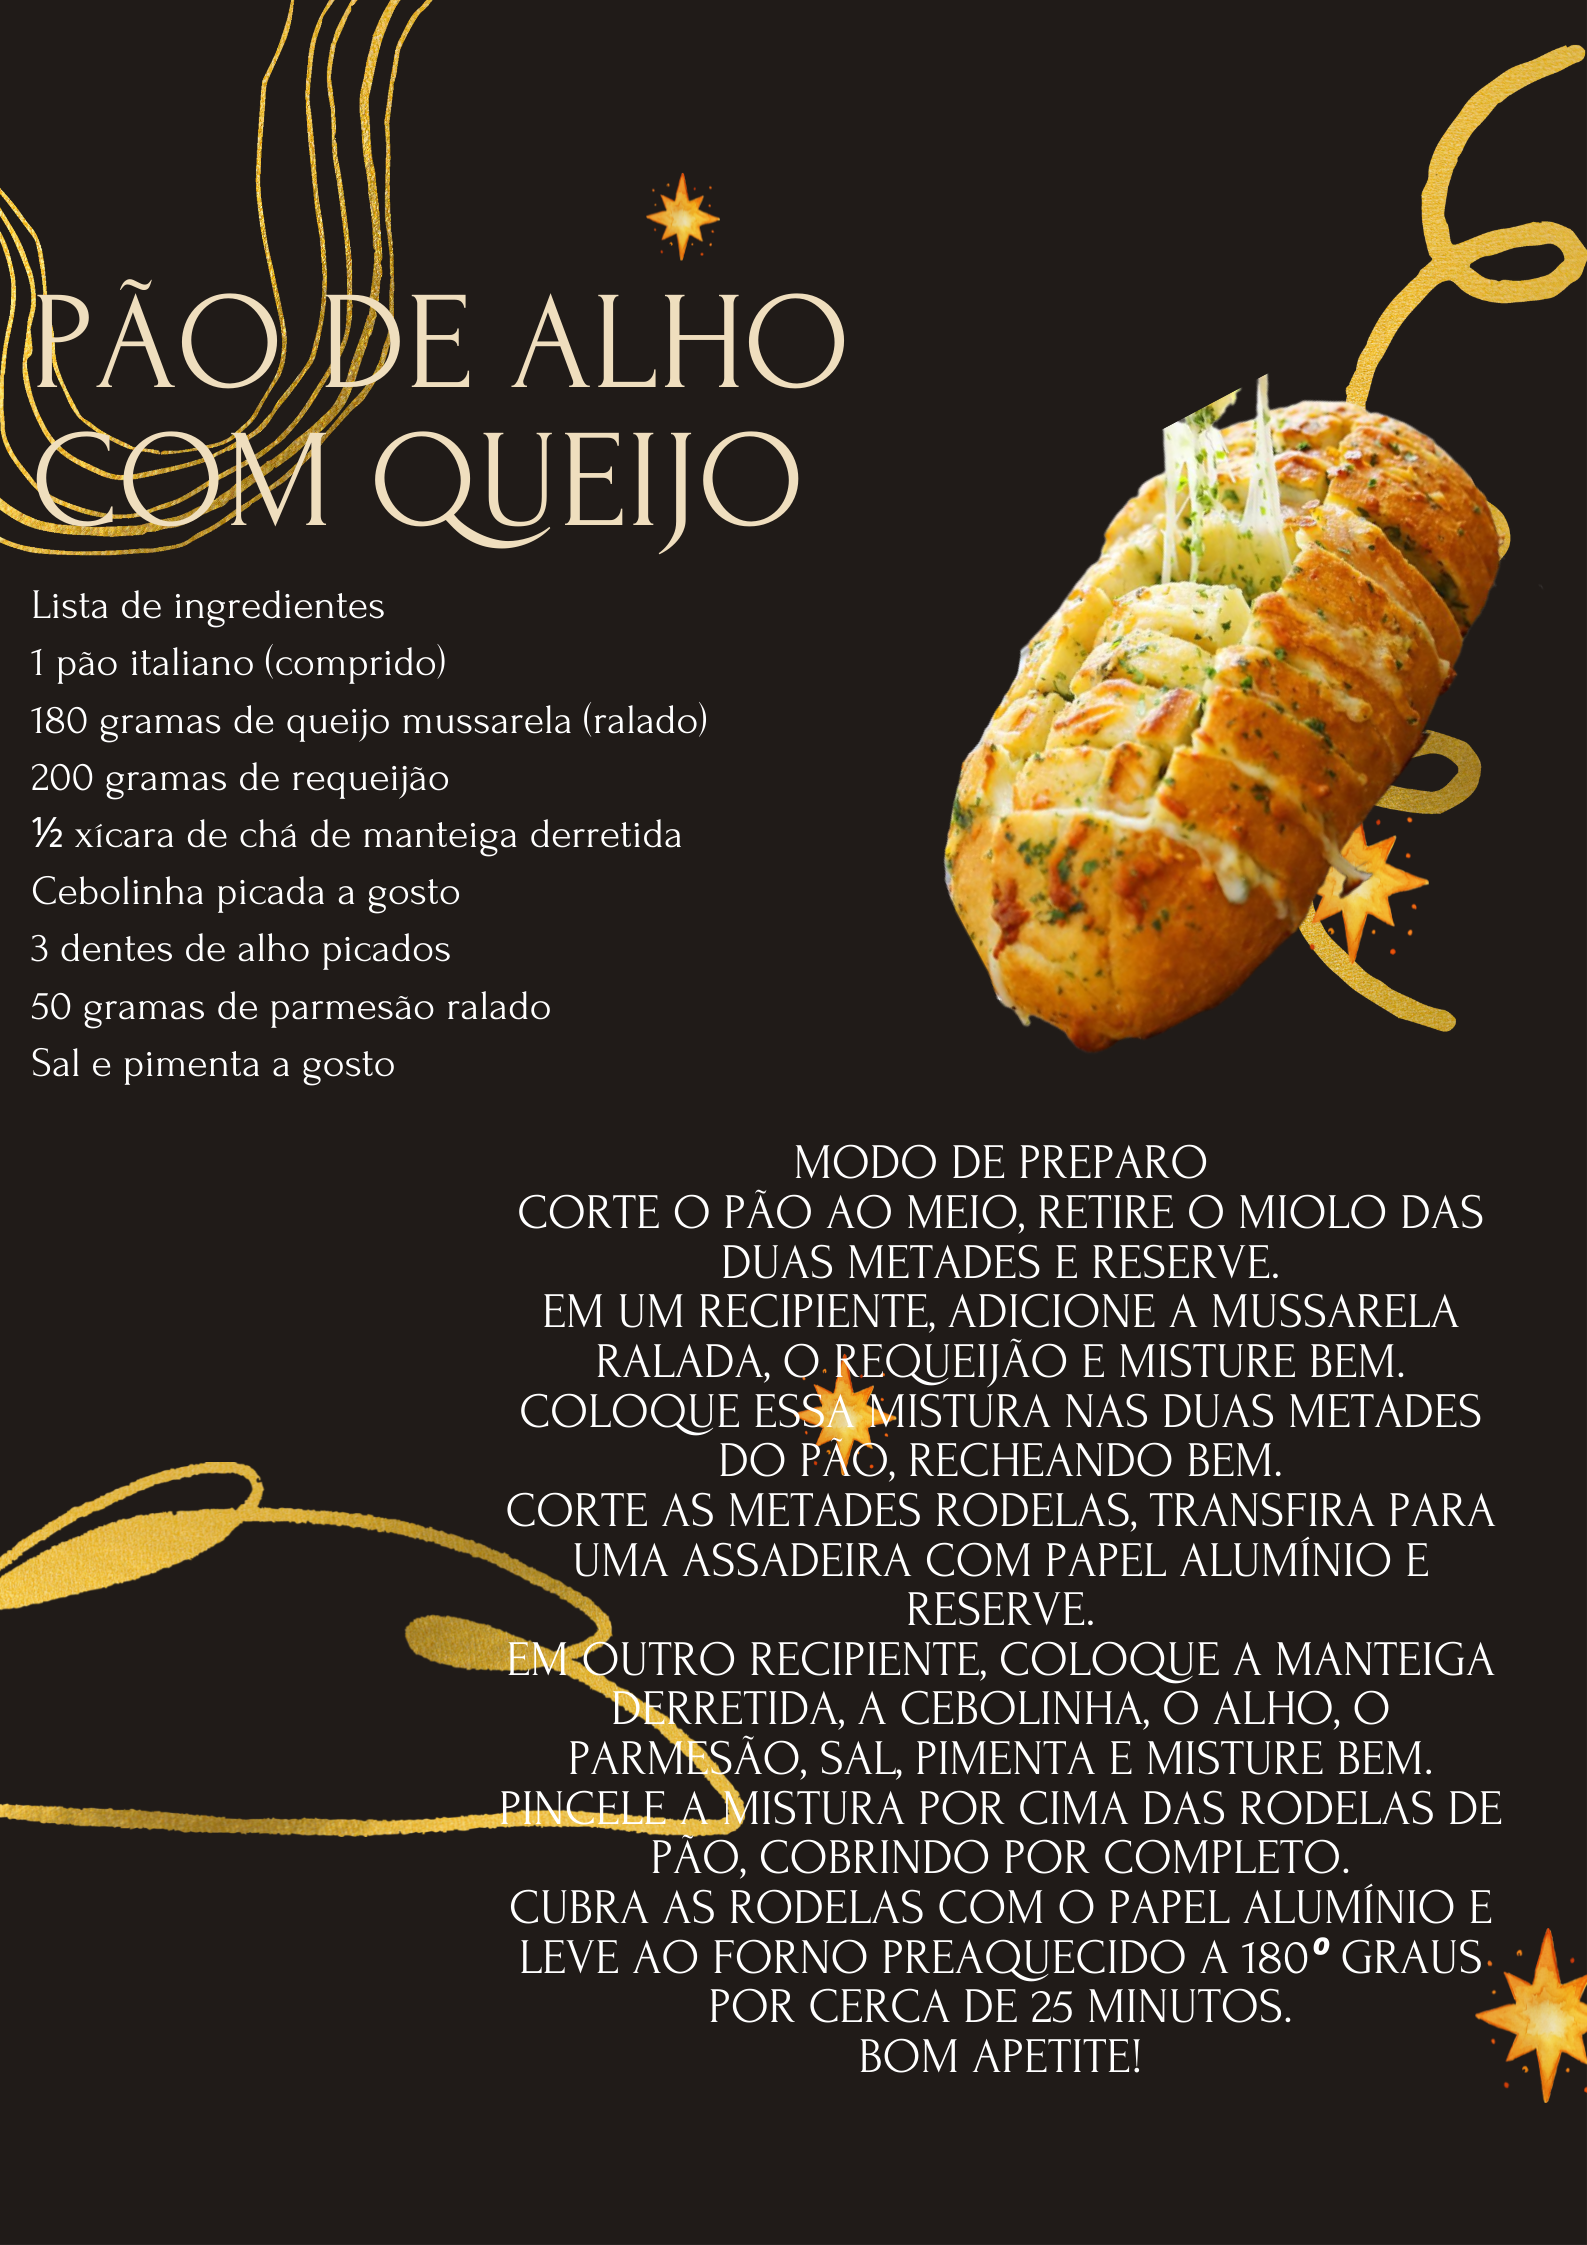 PÃO DE ALHO
COM QUEIJO
Lista de ingredientes
1 pão italiano (comprido)
180 gramas de queijo mussarela (ralado)
200 gramas de requeijão
½ xícara de chá de manteiga derretida
Cebolinha picada a gosto
3 dentes de alho picados
50 gramas de parmesão ralado
Sal e pimenta a gosto
MODO DE PREPARO
CORTE O PÃO AO MEIO, RETIRE O MIOLO DAS
DUAS METADES E RESERVE.
EM UM RECIPIENTE, ADICIONE A MUSSARELA
RALADA, O REQUEIJÃO E MISTURE BEM.
COLOQUE ESSA MISTURA NAS DUAS METADES
DO PÃO, RECHEANDO BEM.
CORTE AS METADES RODELAS, TRANSFIRA PARA
UMA ASSADEIRA COM PAPEL ALUMÍNIO E
RESERVE.
EM OUTRO RECIPIENTE, COLOQUE A MANTEIGA
DERRETIDA, A CEBOLINHA, O ALHO, O
PARMESÃO, SAL, PIMENTA E MISTURE BEM.
PINCELE A MISTURA POR CIMA DAS RODELAS DE
PÃO, COBRINDO POR COMPLETO.
CUBRA AS RODELAS COM O PAPEL ALUMÍNIO E
LEVE AO FORNO PREAQUECIDO A 180º GRAUS
POR CERCA DE 25 MINUTOS.
BOM APETITE!